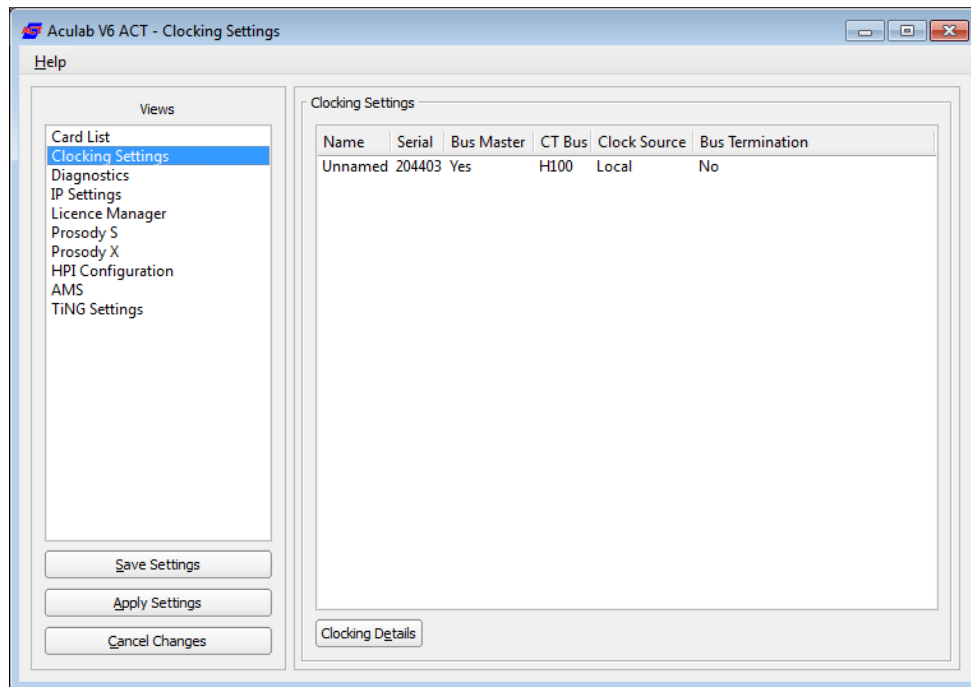 Aculab V6 ACT - Clocking Settings
Help
Views
Card List
Clocking Settings
Diagnostics
IP Settings
Licence Manager
Prosody S
Prosody X
HPI Configuration
AMS
TiNG Settings
Save Settings
Apply Settings
Cancel Changes
Clocking Settings
Name Serial Bus Master CT Bus Clock Source Bus Termination
Unnamed 204403 Yes H100 Local No
Clocking Details